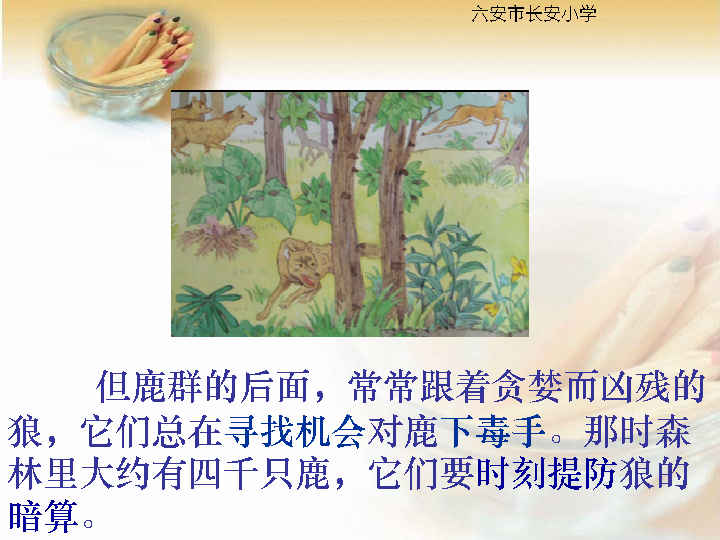 六安市长安小学
但鹿群的后面，常常跟着贪婪而凶残的
狼，它们总在寻找机会对鹿下毒手。那时森
林里大约有四千只鹿，它们要时刻提防狼的
暗算。